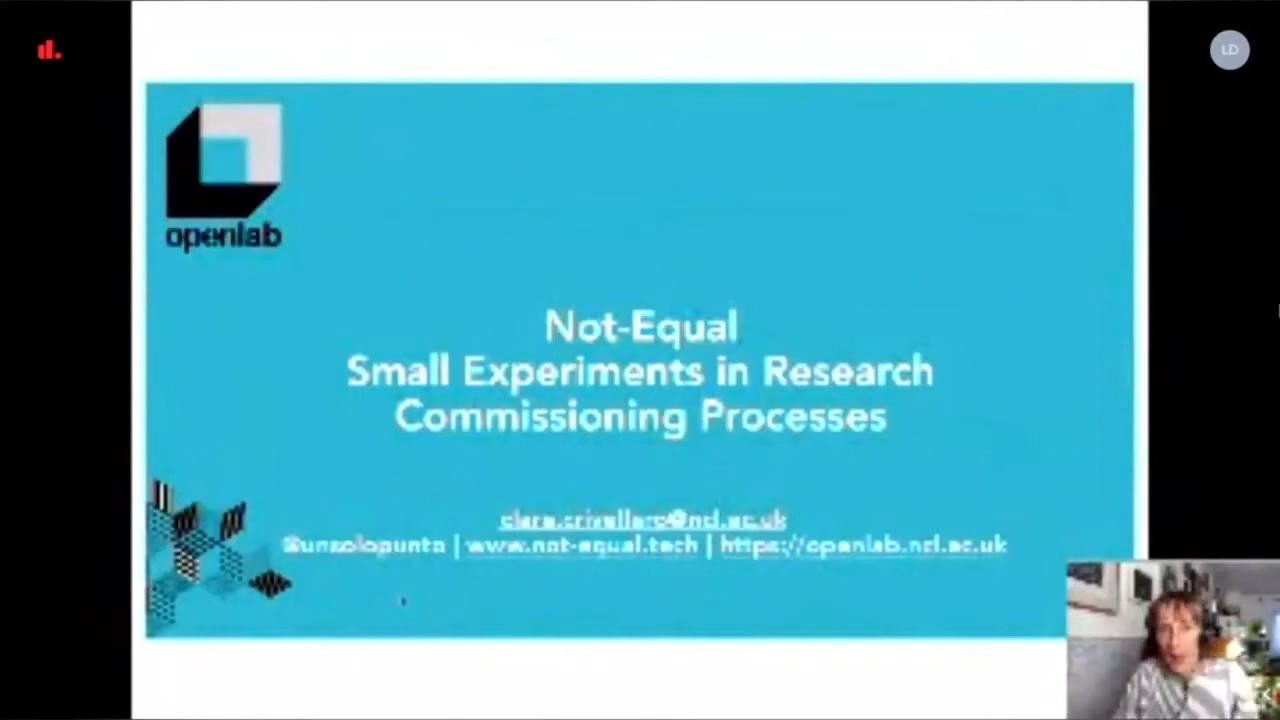 LD
openlab
Not-Equal
Small Experiments in Research
Commissioning Processes
clara.crivellaro@ncl.ac.uk
@unsolopunto | www.not-equal.tech | https://openlab.ncl.ac.uk